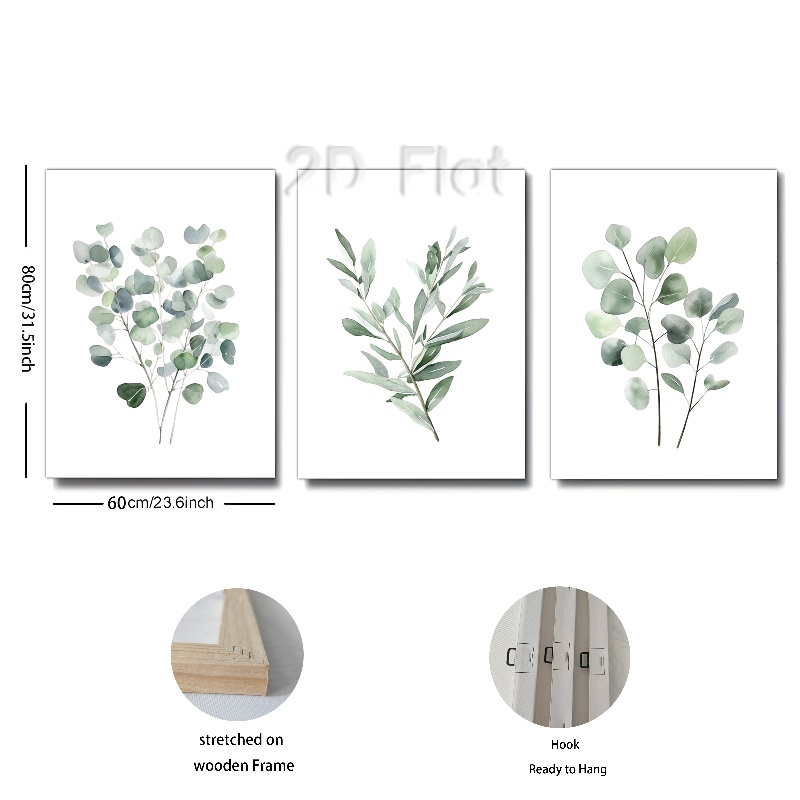 2D Flat
80cm/31.5inch
60cm/23.6inch
stretched on
wooden Frame
Hook
Ready to Hang